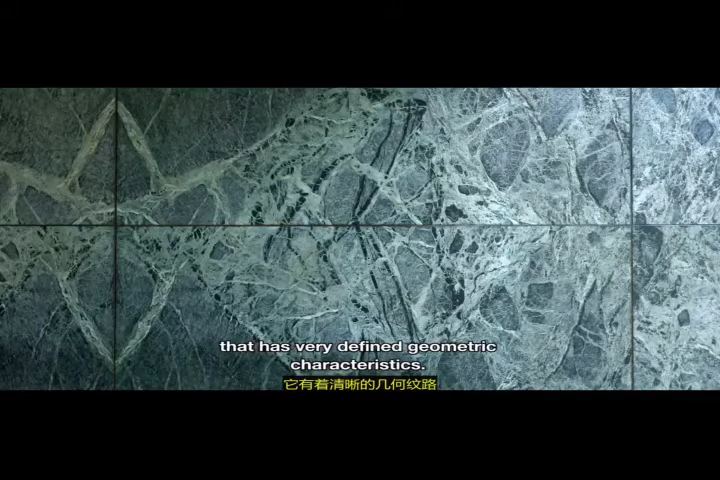 that has very defined geometric
characteristics.
它有着清晰的几何纹路